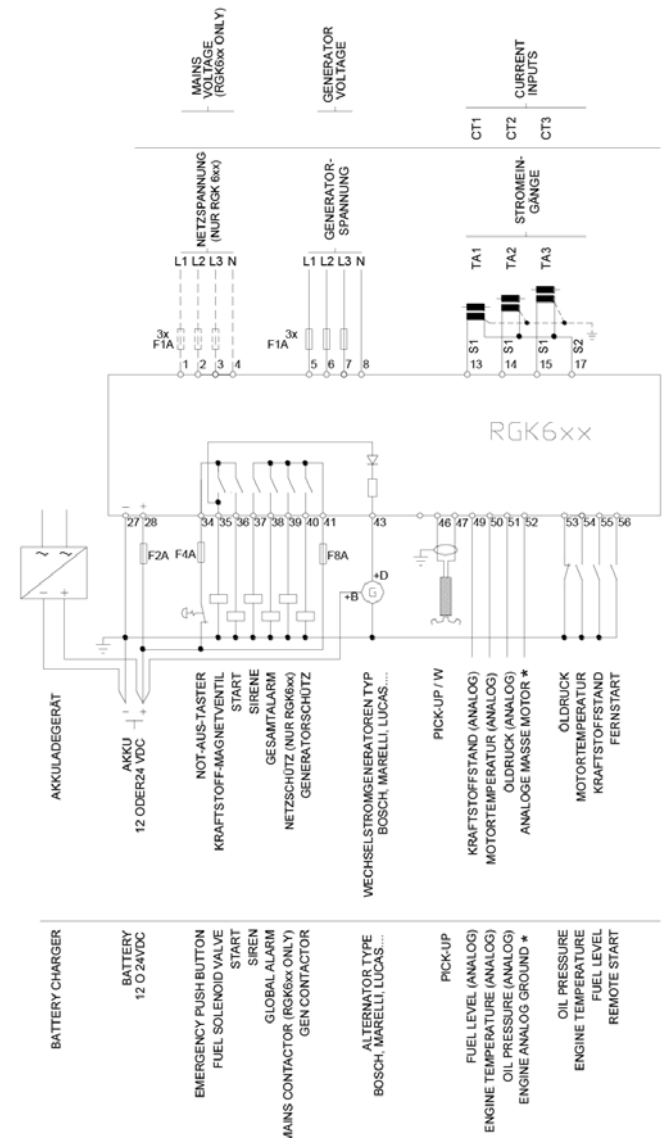 MAINS
VOLTAGE
(RGK6xx ONLY)
GENERATOR
VOLTAGE
CURRENT
INPUTS
CT1
CT2
CT3
NETZSPANNUNG
(NUR RGK 6xx)
GENERATOR-
SPANNUNG
STROMEIN-
GÄNGE
L1 L2 L3 N
L1 L2 L3 N
TA1
TA2
TA3
3x
F1A
3x
F1A
S1
S1
S1
S2
1 2 3 4
5 6 7 8
13 14 15 17
RGK6xx
- +
27 28 34 35 36 37 38 39 40 41 43 46 47 49 50 51 52 53 54 55 56
F2A
F4A
F8A
~ ~
- +
+D
+B
G
- +
AKKULADEGERÄT
AKKU
12 ODER24 VDC
NOT-AUS-TASTER
KRAFTSTOFF-MAGNETVENTIL
START
SIRENE
GESAMTALARM
NETZSCHÜTZ (NUR RGK6xx)
GENERATORSCHÜTZ
WECHSELSTROMGENERATOREN TYP
BOSCH, MARELLI, LUCAS....
PICK-UP / W
KRAFTSTOFFSTAND (ANALOG)
MOTORTEMPERATUR (ANALOG)
ÖLDRUCK (ANALOG)
ANALOGE MASSE MOTOR *
ÖLDRUCK
MOTORTEMPERATUR
KRAFTSTOFFSTAND
FERNSTART
BATTERY CHARGER
BATTERY
12 O 24VDC
EMERGENCY PUSH BUTTON
FUEL SOLENOID VALVE
START
SIREN
GLOBAL ALARM
MAINS CONTACTOR (RGK6xx ONLY)
GEN CONTACTOR
ALTERNATOR TYPE
BOSCH, MARELLI, LUCAS....
PICK-UP
FUEL LEVEL (ANALOG)
ENGINE TEMPERATURE (ANALOG)
OIL PRESSURE (ANALOG)
ENGINE ANALOG GROUND *
OIL PRESSURE
ENGINE TEMPERATURE
FUEL LEVEL
REMOTE START